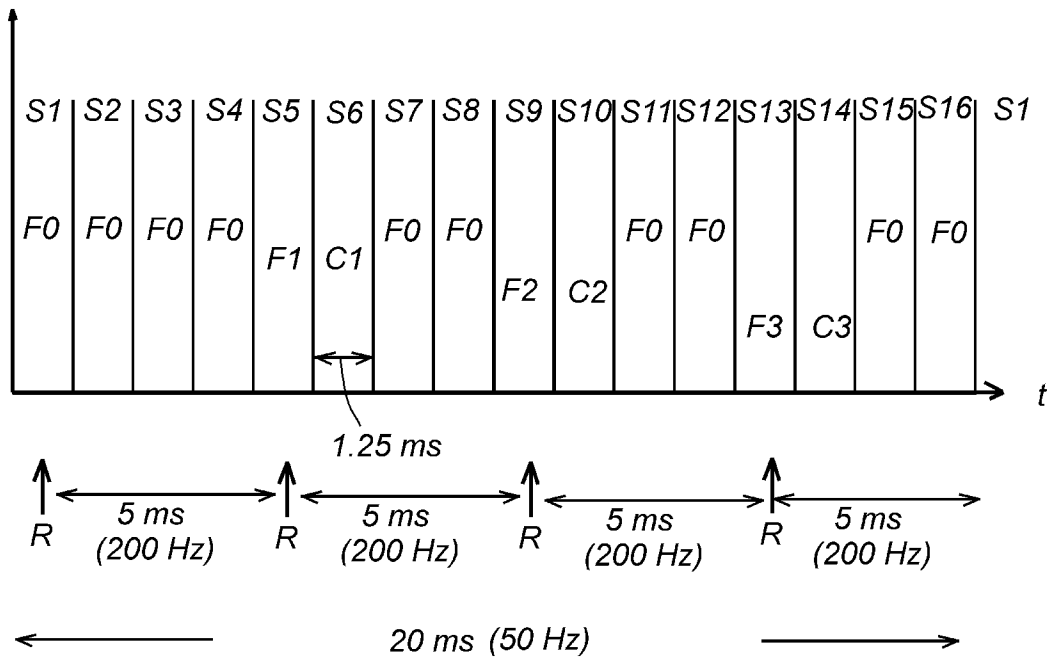 S1 S2 S3 S4 S5 S6 S7 S8 S9 S10 S11 S12 S13 S14 S15 S16 S1
F0 F0 F0 F0 F0 F0 F0 F0 F0 F0
F1 C1
F2 C2
F3 C3
t
1.25 ms
5 ms 5 ms 5 ms 5 ms
R (200 Hz) R (200 Hz) R (200 Hz) R (200 Hz)
20 ms (50 Hz)